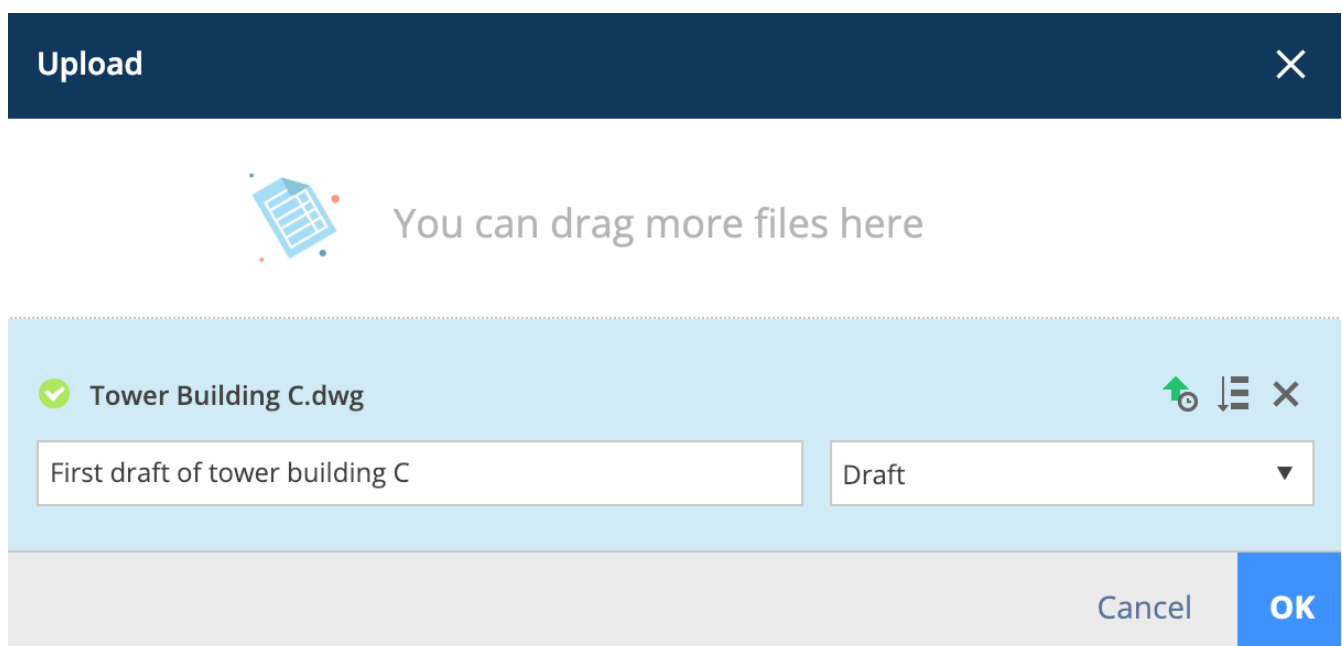 Upload
You can drag more files here
Tower Building C.dwg
First draft of tower building C
Draft
Cancel
OK